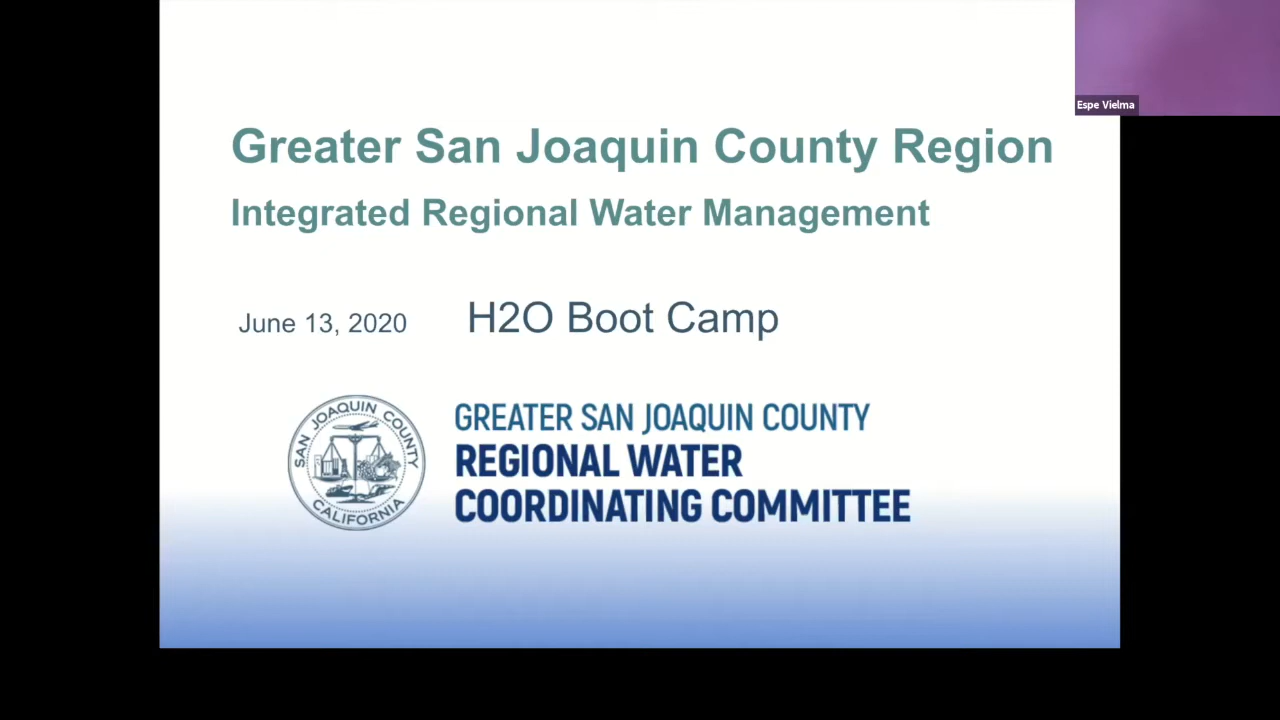 Espe Vielma
Greater San Joaquin County Region
Integrated Regional Water Management
June 13, 2020
H2O Boot Camp
SAN JOAQUIN COUNTY
CALIFORNIA
GREATER SAN JOAQUIN COUNTY
REGIONAL WATER
COORDINATING COMMITTEE